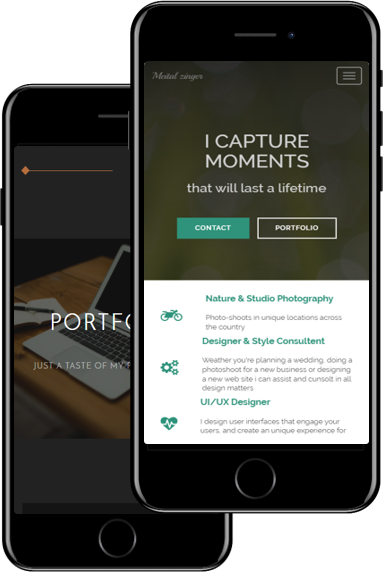 Meital zinger
I CAPTURE
MOMENTS
that will last a lifetime
CONTACT
PORTFOLIO
Nature & Studio Photography
Photo-shoots in unique locations across
the country
Designer & Style Consultent
Weather you're planning a wedding, doing a
photoshoot for a new business or designing
a new web site i can assist and cunsolt in all
design matters
UI/UX Designer
I design user interfaces that engage your
users, and create an unique experience for
PORTFO
JUST A TASTE OF MY